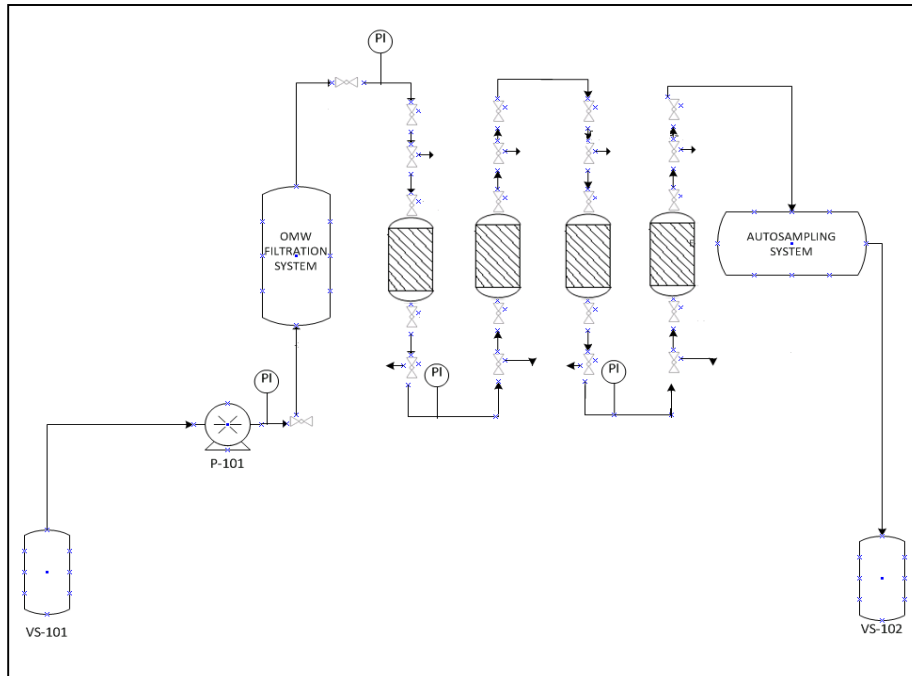 PI
OMW
FILTRATION
SYSTEM
AUTOSAMPLING
SYSTEM
PI
PI
PI
P-101
VS-101
VS-102